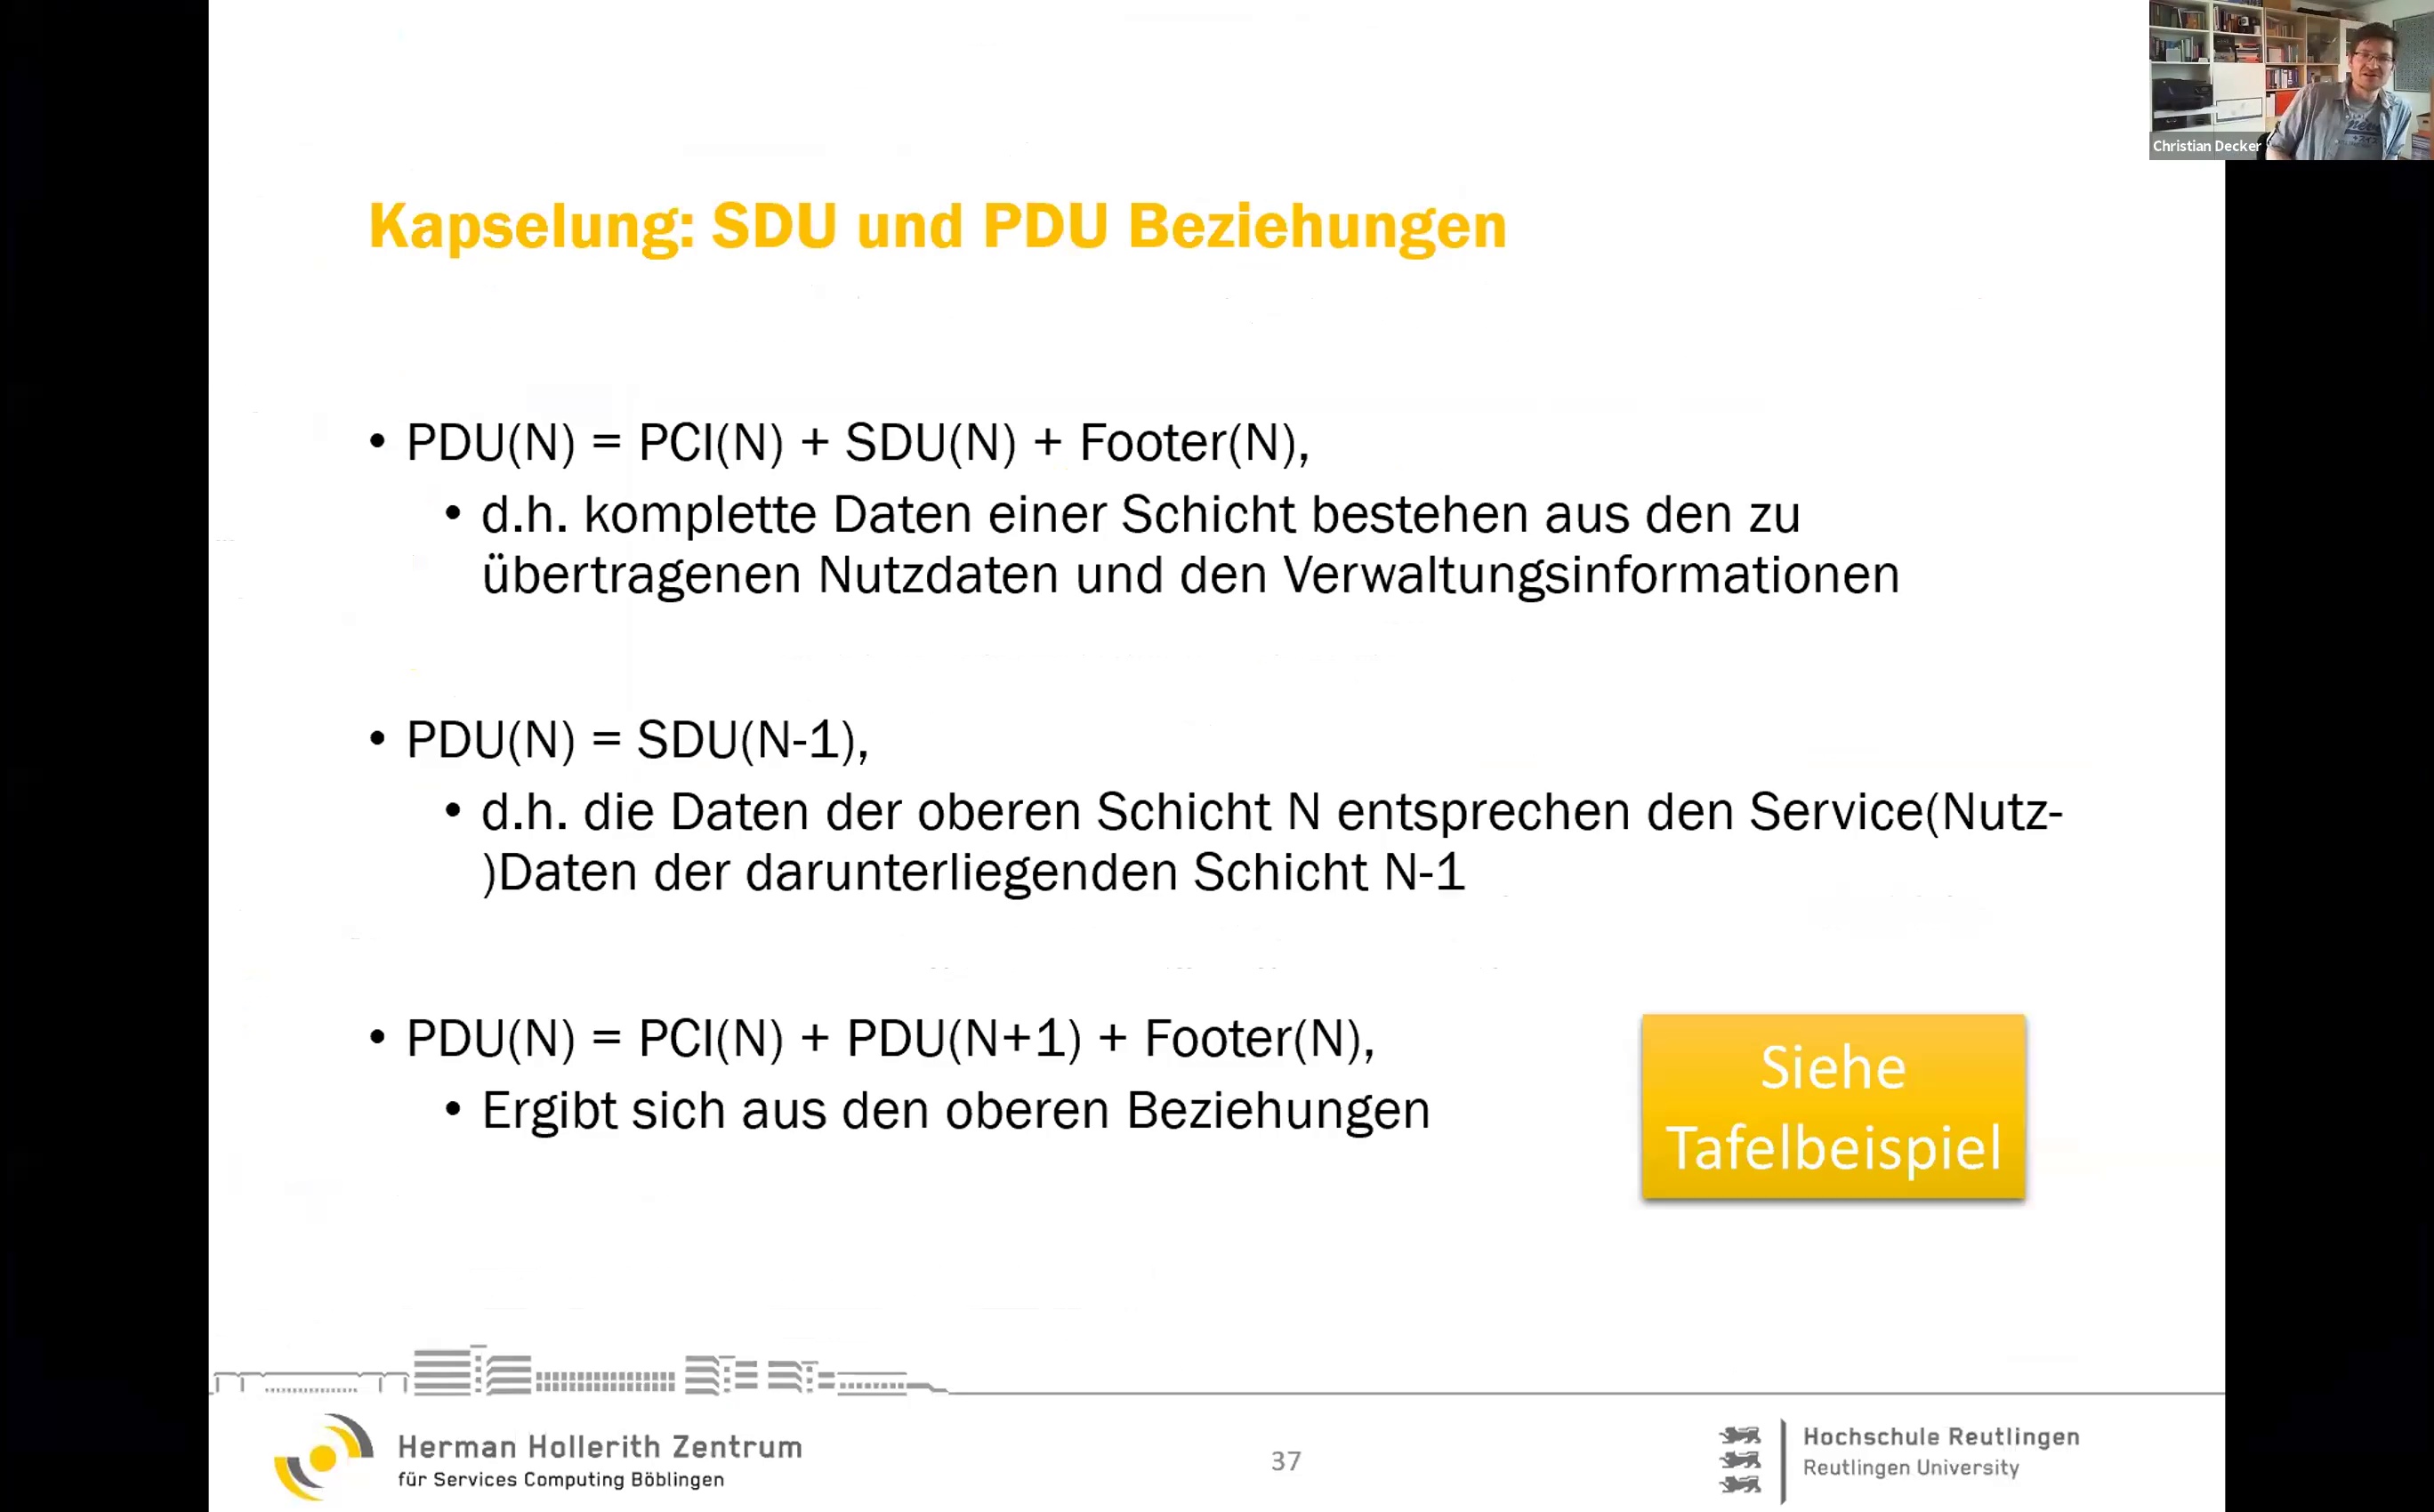 Christian Decker
Kapselung: SDU und PDU Beziehungen
• PDU(N) = PCI(N) + SDU(N) + Footer(N),
• d.h. komplette Daten einer Schicht bestehen aus den zu
übertragenen Nutzdaten und den Verwaltungsinformationen
• PDU(N) = SDU(N-1),
• d.h. die Daten der oberen Schicht N entsprechen den Service(Nutz-
)Daten der darunterliegenden Schicht N-1
• PDU(N) = PCI(N) + PDU(N+1) + Footer(N),
• Ergibt sich aus den oberen Beziehungen
Siehe
Tafelbeispiel
Herman Hollerith Zentrum
für Services Computing Böblingen
37
Hochschule Reutlingen
Reutlingen University